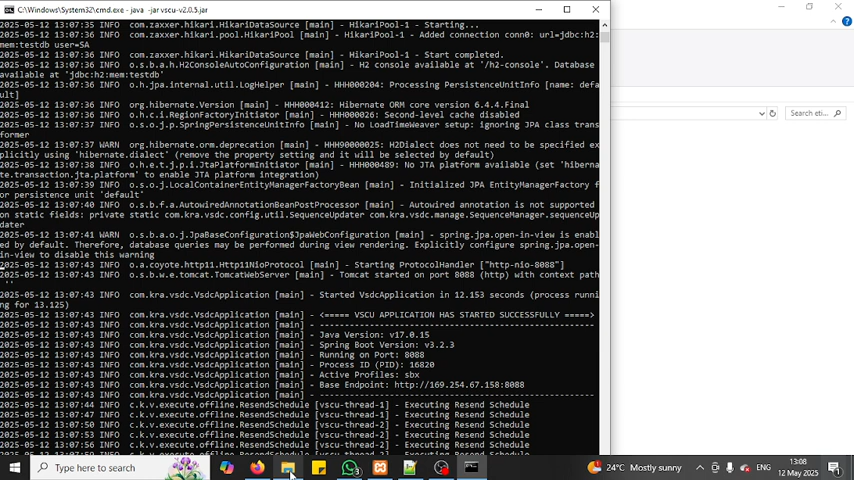 C:\Windows\System32\cmd.exe - java -jar vscu-v2.0.5.jar
2025-05-12 13:07:35 INFO  com.zaxxer.hikari.HikariDataSource [main] - HikariPool-1 - Starting...
2025-05-12 13:07:36 INFO  com.zaxxer.hikari.pool.HikariPool [main] - HikariPool-1 - Added connection conn0: url=jdbc:h2:
mem:testdb user=SA
2025-05-12 13:07:36 INFO  com.zaxxer.hikari.HikariDataSource [main] - HikariPool-1 - Start completed.
2025-05-12 13:07:36 INFO  o.s.b.a.h.H2ConsoleAutoConfiguration [main] - H2 console available at '/h2-console'. Database
available at 'jdbc:h2:mem:testdb'
2025-05-12 13:07:36 INFO  o.h.jpa.internal.util.LogHelper [main] - HHH000204: Processing PersistenceUnitInfo [name: defa
ult]
2025-05-12 13:07:36 INFO  org.hibernate.Version [main] - HHH000412: Hibernate ORM core version 6.4.4.Final
2025-05-12 13:07:36 INFO  o.h.c.i.RegionFactoryInitiator [main] - HHH000026: Second-level cache disabled
2025-05-12 13:07:37 INFO  o.s.o.j.p.SpringPersistenceUnitInfo [main] - No LoadTimeWeaver setup: ignoring JPA class trans
former
2025-05-12 13:07:37 WARN  org.hibernate.orm.deprecation [main] - HHH90000025: H2Dialect does not need to be specified ex
plicitly using 'hibernate.dialect' (remove the property setting and it will be selected by default)
2025-05-12 13:07:38 INFO  o.h.e.t.j.p.i.JtaPlatformInitiator [main] - HHH000489: No JTA platform available (set 'hiberna
te.transaction.jta.platform' to enable JTA platform integration)
2025-05-12 13:07:39 INFO  o.s.o.j.LocalContainerEntityManagerFactoryBean [main] - Initialized JPA EntityManagerFactory f
or persistence unit 'default'
2025-05-12 13:07:40 INFO  o.s.b.f.a.AutowiredAnnotationBeanPostProcessor [main] - Autowired annotation is not supported
on static fields: private static com.kra.vsdc.config.util.SequenceUpdater com.kra.vsdc.manage.SequenceManager.sequenceUp
dater
2025-05-12 13:07:41 WARN  o.s.b.a.o.j.JpaBaseConfiguration$JpaWebConfiguration [main] - spring.jpa.open-in-view is enabl
ed by default. Therefore, database queries may be performed during view rendering. Explicitly configure spring.jpa.open-
in-view to disable this warning
2025-05-12 13:07:43 INFO  o.a.coyote.http11.Http11NioProtocol [main] - Starting ProtocolHandler ["http-nio-8088"]
2025-05-12 13:07:43 INFO  o.s.b.w.e.tomcat.TomcatWebServer [main] - Tomcat started on port 8088 (http) with context path
''
2025-05-12 13:07:43 INFO  com.kra.vsdc.VsdcApplication [main] - Started VsdcApplication in 12.153 seconds (process runni
ng for 13.125)
2025-05-12 13:07:43 INFO  com.kra.vsdc.VsdcApplication [main] - <===== VSCU APPLICATION HAS STARTED SUCCESSFULLY =====>
2025-05-12 13:07:43 INFO  com.kra.vsdc.VsdcApplication [main] - -------------------------------------------------------
2025-05-12 13:07:43 INFO  com.kra.vsdc.VsdcApplication [main] - Java Version: v17.0.15
2025-05-12 13:07:43 INFO  com.kra.vsdc.VsdcApplication [main] - Spring Boot Version: v3.2.3
2025-05-12 13:07:43 INFO  com.kra.vsdc.VsdcApplication [main] - Running on Port: 8088
2025-05-12 13:07:43 INFO  com.kra.vsdc.VsdcApplication [main] - Process ID (PID): 16820
2025-05-12 13:07:43 INFO  com.kra.vsdc.VsdcApplication [main] - Active Profiles: sbx
2025-05-12 13:07:43 INFO  com.kra.vsdc.VsdcApplication [main] - Base Endpoint: http://169.254.67.158:8088
2025-05-12 13:07:43 INFO  com.kra.vsdc.VsdcApplication [main] - -------------------------------------------------------
2025-05-12 13:07:44 INFO  c.k.v.execute.offline.ResendSchedule [vscu-thread-1] - Executing Resend Schedule
2025-05-12 13:07:47 INFO  c.k.v.execute.offline.ResendSchedule [vscu-thread-1] - Executing Resend Schedule
2025-05-12 13:07:50 INFO  c.k.v.execute.offline.ResendSchedule [vscu-thread-2] - Executing Resend Schedule
2025-05-12 13:07:53 INFO  c.k.v.execute.offline.ResendSchedule [vscu-thread-1] - Executing Resend Schedule
2025-05-12 13:07:56 INFO  c.k.v.execute.offline.ResendSchedule [vscu-thread-2] - Executing Resend Schedule
Search eti...
Type here to search
3
24°C Mostly sunny
ENG
13:08
12 May 2025
1